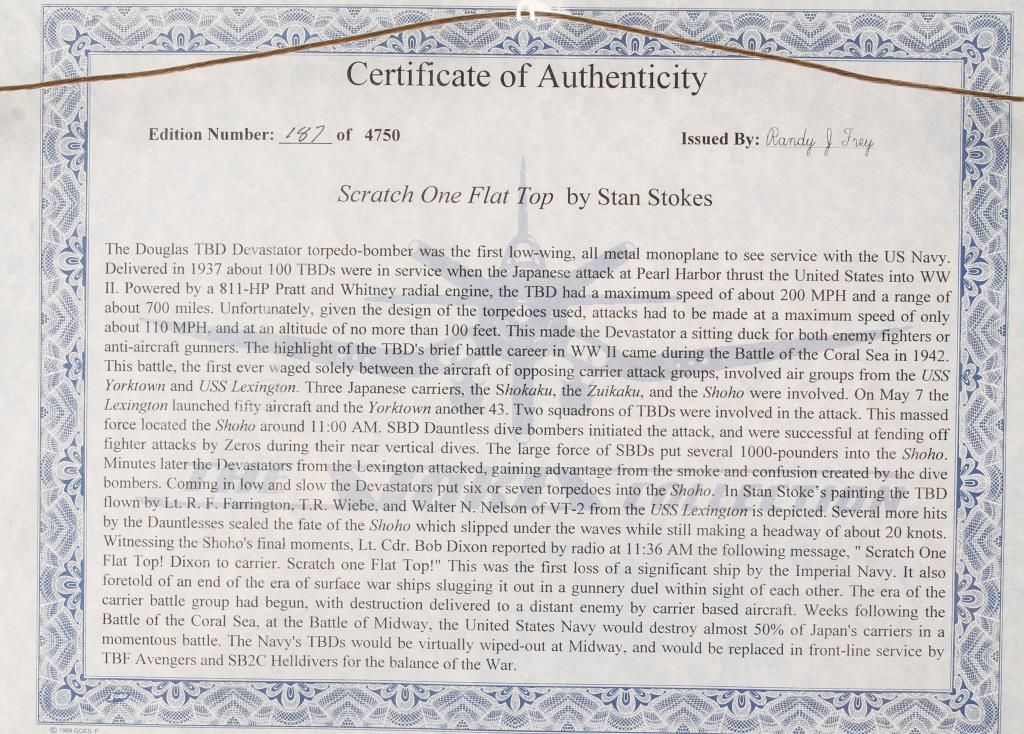 Certificate of Authenticity
Edition Number: 187 of 4750
Issued By: Randy J Frey
Scratch One Flat Top by Stan Stokes
The Douglas TBD Devastator torpedo-bomber was the first low-wing, all metal monoplane to see service with the US Navy.
Delivered in 1937 about 100 TBDs were in service when the Japanese attack at Pearl Harbor thrust the United States into WW
II. Powered by a 811-HP Pratt and Whitney radial engine, the TBD had a maximum speed of about 200 MPH and a range of
about 700 miles. Unfortunately, given the design of the torpedoes used, attacks had to be made at a maximum speed of only
about 110 MPH, and at an altitude of no more than 100 feet. This made the Devastator a sitting duck for both enemy fighters or
anti-aircraft gunners. The highlight of the TBD's brief battle career in WW II came during the Battle of the Coral Sea in 1942.
This battle, the first ever waged solely between the aircraft of opposing carrier attack groups, involved air groups from the USS
Yorktown and USS Lexington. Three Japanese carriers, the Shokaku, the Zuikaku, and the Shoho were involved. On May 7 the
Lexington launched fifty aircraft and the Yorktown another 43. Two squadrons of TBDs were involved in the attack. This massed
force located the Shoho around 11:00 AM. SBD Dauntless dive bombers initiated the attack, and were successful at fending off
fighter attacks by Zeros during their near vertical dives. The large force of SBDs put several 1000-pounders into the Shoho.
Minutes later the Devastators from the Lexington attacked, gaining advantage from the smoke and confusion created by the dive
bombers. Coming in low and slow the Devastators put six or seven torpedoes into the Shoho. In Stan Stoke's painting the TBD
flown by Lt. R. F. Farrington, T.R. Wiebe, and Walter N. Nelson of VT-2 from the USS Lexington is depicted. Several more hits
by the Dauntlesses sealed the fate of the Shoho which slipped under the waves while still making a headway of about 20 knots.
Witnessing the Shoho's final moments, Lt. Cdr. Bob Dixon reported by radio at 11:36 AM the following message, " Scratch One
Flat Top! Dixon to carrier. Scratch one Flat Top!" This was the first loss of a significant ship by the Imperial Navy. It also
foretold of an end of the era of surface war ships slugging it out in a gunnery duel within sight of each other. The era of the
carrier battle group had begun, with destruction delivered to a distant enemy by carrier based aircraft. Weeks following the
Battle of the Coral Sea, at the Battle of Midway, the United States Navy would destroy almost 50% of Japan's carriers in a
momentous battle. The Navy's TBDs would be virtually wiped-out at Midway, and would be replaced in front-line service by
TBF Avengers and SB2C Helldivers for the balance of the War.
© 1989 GOES